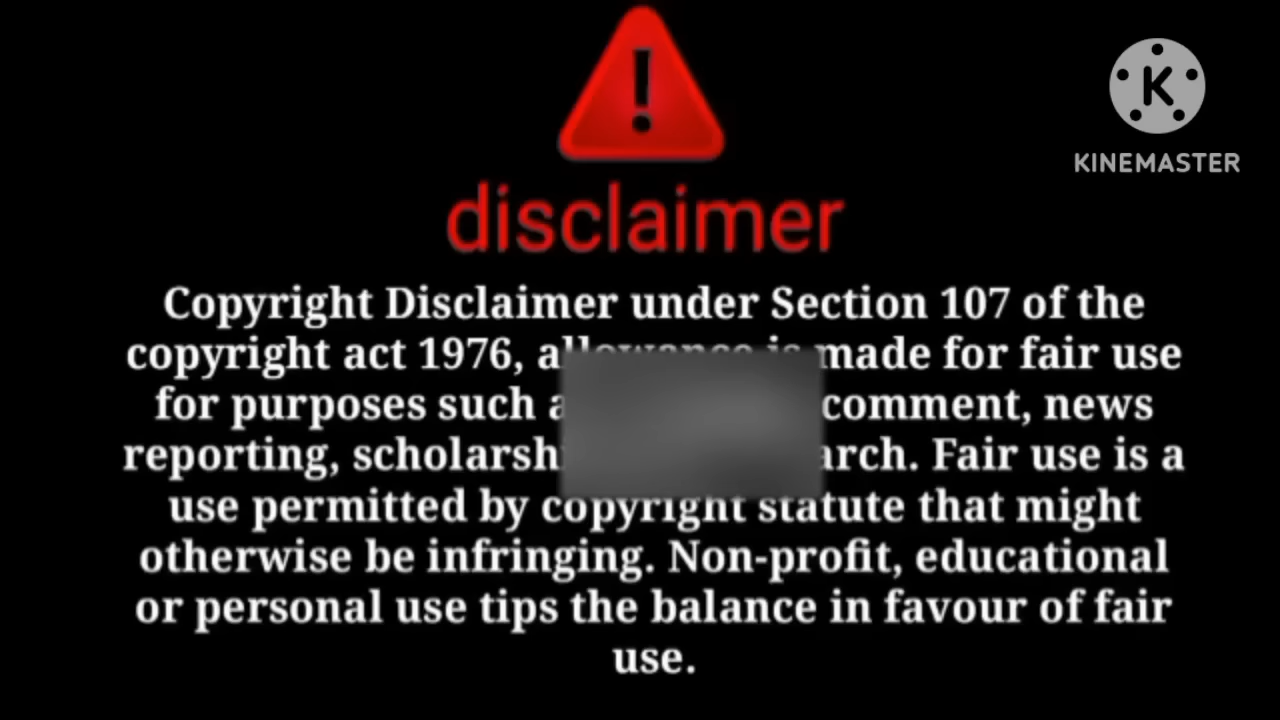 !
K
KINEMASTER
disclaimer
Copyright Disclaimer under Section 107 of the
copyright act 1976, allowance is made for fair use
for purposes such comment, news
reporting, Fair use is a
use permitted by copyright statute that might
otherwise be infringing. Non-profit, educational
or personal use tips the balance in favour of fair
use.